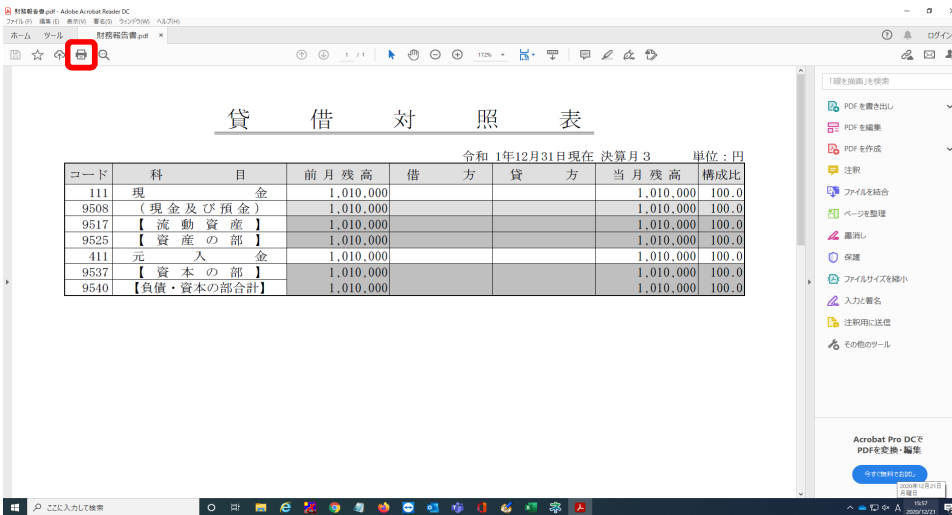 財務報告書.pdf - Adobe Acrobat Reader DC
ファイル(F) 編集(E) 表示(V) 署名(S) ウィンドウ(W) ヘルプ(H)
ホーム ツール 財務報告書.pdf × ログイン
1 / 1 172%
「線を描画」を検索
貸 借 対 照 表
令和 1年12月31日現在 決算月3 単位：円
コード 科 目 前月残高 借 方 貸 方 当月残高 構成比
111 現 金 1,010,000 1,010,000 100.0
9508 (現金及び預金) 1,010,000 1,010,000 100.0
9517 【 流 動 資 産 】 1,010,000 1,010,000 100.0
9525 【 資 産 の 部 】 1,010,000 1,010,000 100.0
411 元 入 金 1,010,000 1,010,000 100.0
9537 【 資 本 の 部 】 1,010,000 1,010,000 100.0
9540 【負債・資本の部合計】 1,010,000 1,010,000 100.0
PDF を書き出し
PDF を編集
PDF を作成
注釈
ファイルを結合
ページを整理
墨消し
保護
ファイルサイズを縮小
入力と署名
注釈用に送信
その他のツール
Acrobat Pro DCで
PDFを変換・編集
今すぐ無料でお試し
2020年12月21日
月曜日
ここに入力して検索
A 15:57
2020/12/21